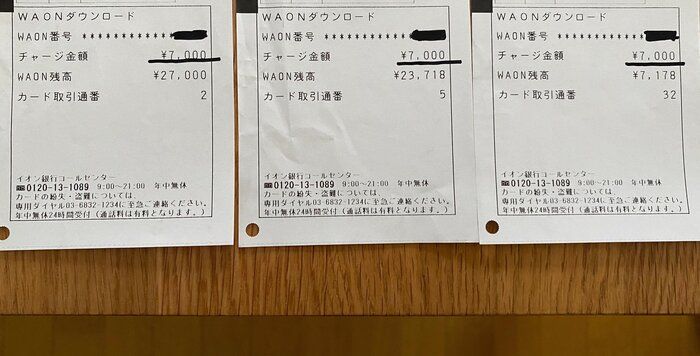 WAONダウンロード
WAON番号 ************
チャージ金額 ¥7,000
WAON残高 ¥27,000
カード取引通番 2
イオン銀行コールセンター
☎0120-13-1089 9:00~21:00 年中無休
カードの紛失・盗難については、
専用ダイヤル03-6832-1234に至急ご連絡ください。
年中無休24時間受付(通話料は有料となります。)
WAONダウンロード
WAON番号 ************
チャージ金額 ¥7,000
WAON残高 ¥23,718
カード取引通番 5
イオン銀行コールセンター
☎0120-13-1089 9:00~21:00 年中無休
カードの紛失・盗難については、
専用ダイヤル03-6832-1234に至急ご連絡ください。
年中無休24時間受付(通話料は有料となります。)
WAONダウンロード
WAON番号 ************
チャージ金額 ¥7,000
WAON残高 ¥7,178
カード取引通番 32
イオン銀行コールセンター
☎0120-13-1089 9:00~21:00 年中無休
カードの紛失・盗難については、
専用ダイヤル03-6832-1234に至急ご連絡ください。
年中無休24時間受付(通話料は有料となります。)